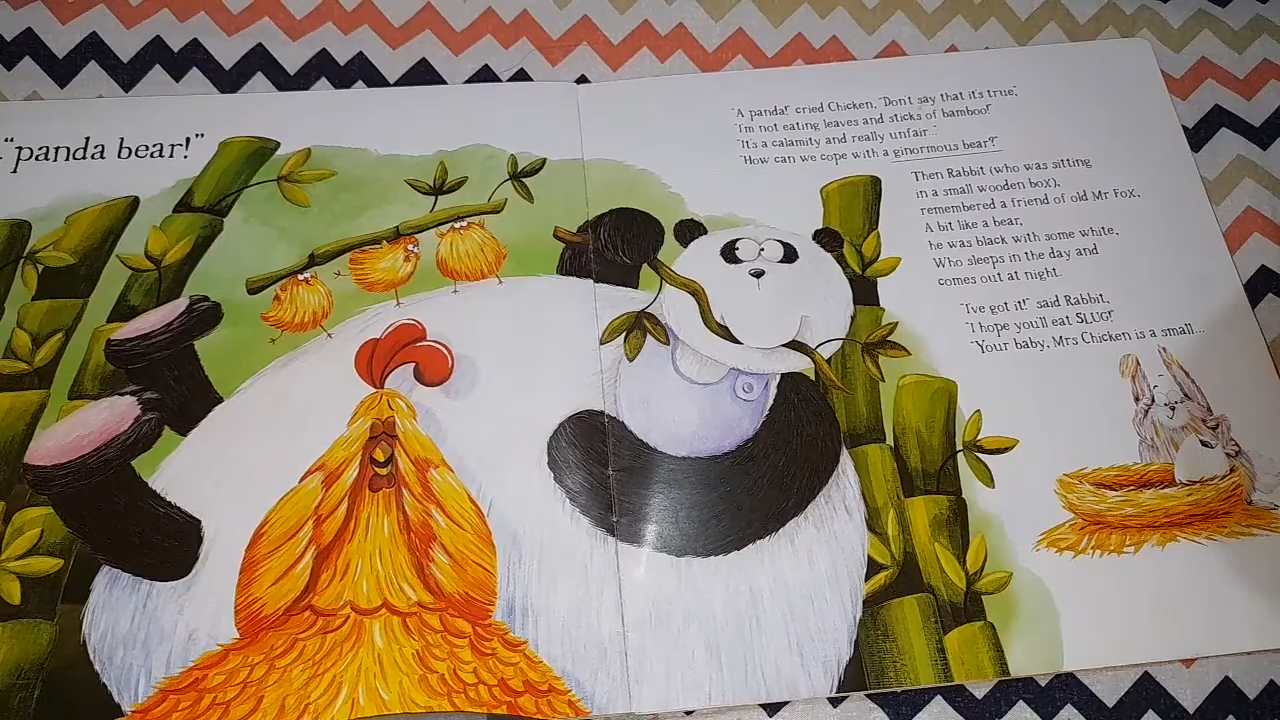 “panda bear!”
“A panda!” cried Chicken, “Don't say that it's true,
“I'm not eating leaves and sticks of bamboo!”
“It's a calamity and really unfair...”
“How can we cope with a ginormous bear?”
Then Rabbit (who was sitting
in a small wooden box),
remembered a friend of old Mr Fox,
A bit like a bear,
he was black with some white,
Who sleeps in the day and
comes out at night.
“I've got it!” said Rabbit,
“I hope you'll eat SLUG!”
“Your baby, Mrs Chicken is a small...